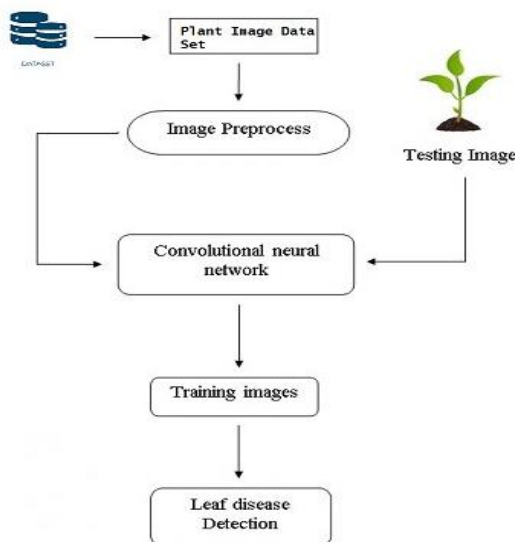 Plant Image Data
Set
DATASET
Image Preprocess
Testing Image
Convolutional neural
network
Training images
Leaf disease
Detection